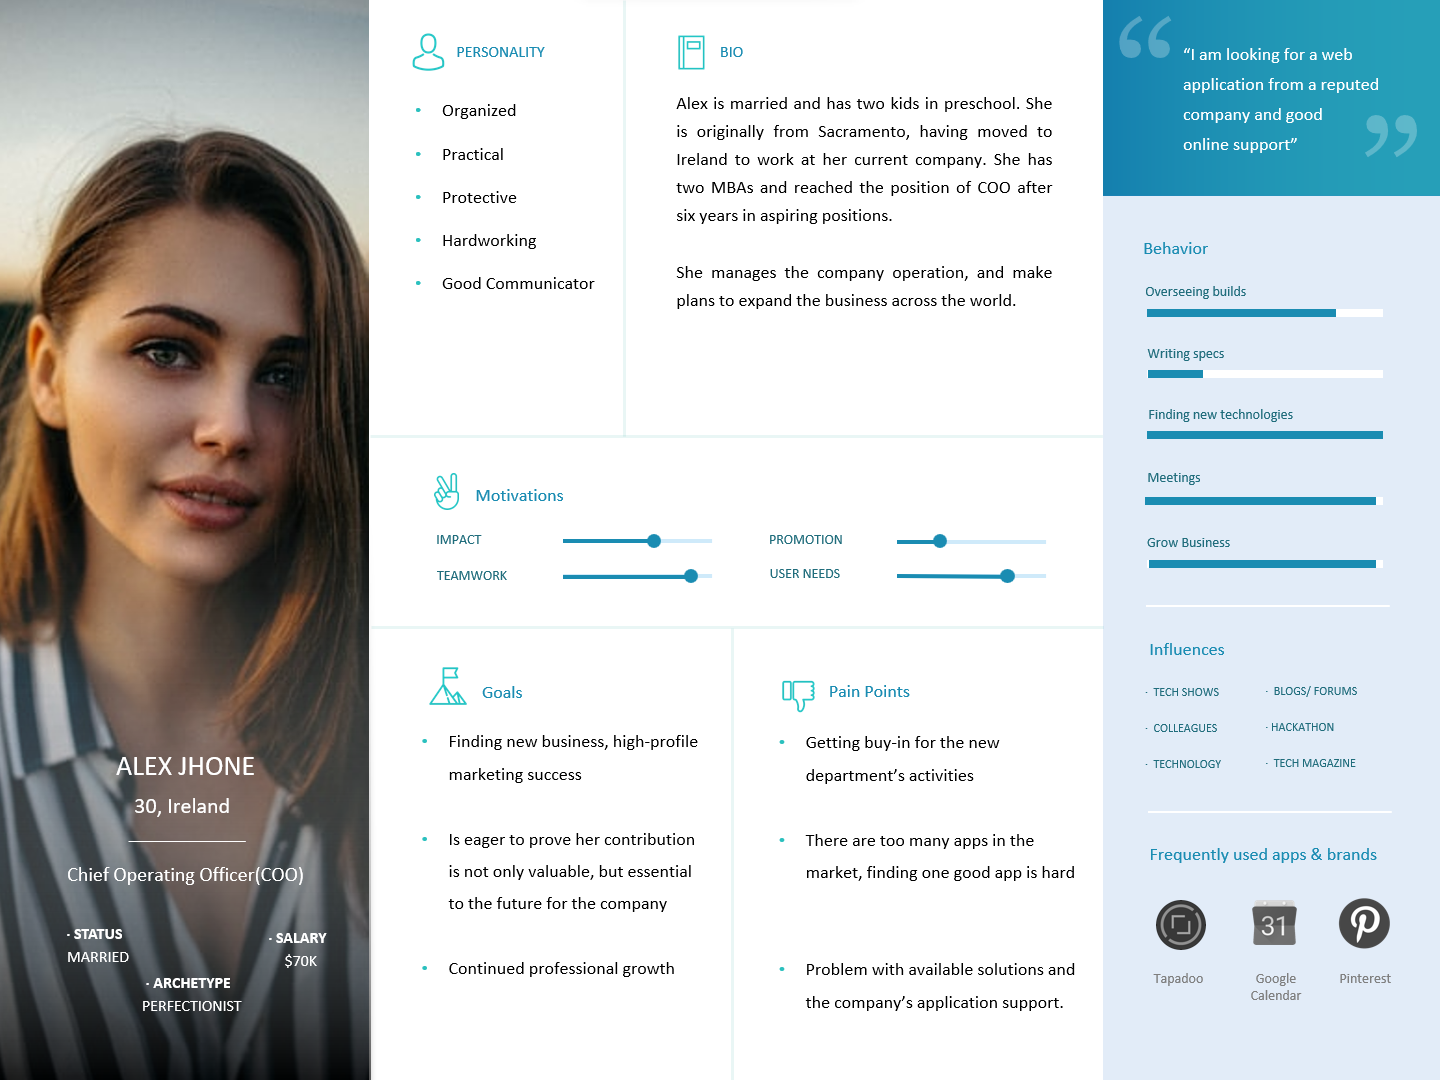 ALEX JHONE
30, Ireland
Chief Operating Officer(COO)
· STATUS
MARRIED
· SALARY
$70K
· ARCHETYPE
PERFECTIONIST
PERSONALITY
• Organized
• Practical
• Protective
• Hardworking
• Good Communicator
BIO
Alex is married and has two kids in preschool. She
is originally from Sacramento, having moved to
Ireland to work at her current company. She has
two MBAs and reached the position of COO after
six years in aspiring positions.
She manages the company operation, and make
plans to expand the business across the world.
Motivations
IMPACT
PROMOTION
TEAMWORK
USER NEEDS
Goals
• Finding new business, high-profile
marketing success
• Is eager to prove her contribution
is not only valuable, but essential
to the future for the company
• Continued professional growth
Pain Points
• Getting buy-in for the new
department’s activities
• There are too many apps in the
market, finding one good app is hard
• Problem with available solutions and
the company’s application support.
“I am looking for a web
application from a reputed
company and good
online support”
Behavior
Overseeing builds
Writing specs
Finding new technologies
Meetings
Grow Business
Influences
· TECH SHOWS
· BLOGS/ FORUMS
· COLLEAGUES
· HACKATHON
· TECHNOLOGY
· TECH MAGAZINE
Frequently used apps & brands
31
Tapadoo
Google
Calendar
Pinterest